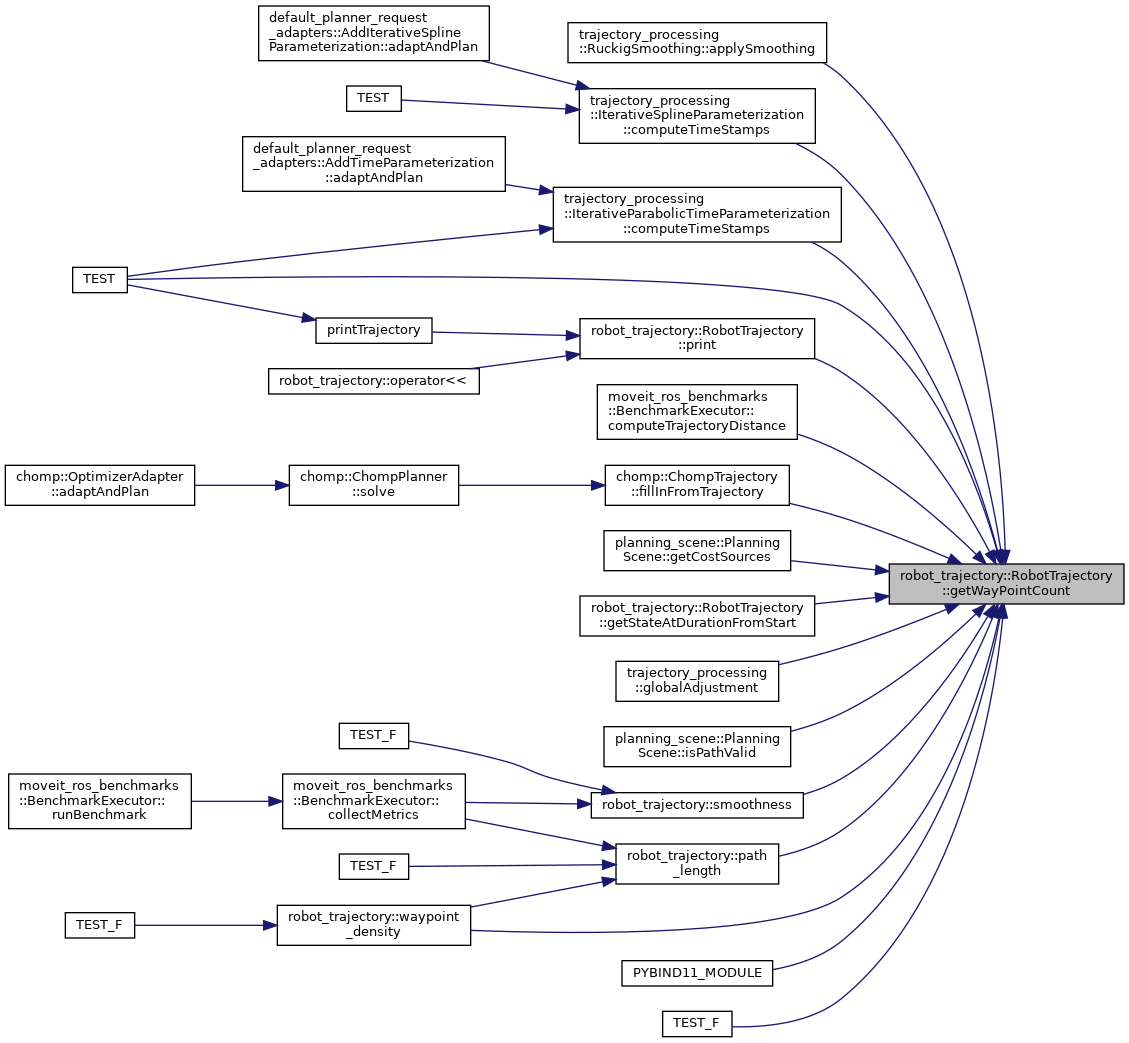 default_planner_request
_adapters::AddIterativeSpline
Parameterization::adaptAndPlan
trajectory_processing
::RuckigSmoothing::applySmoothing
TEST
trajectory_processing
::IterativeSplineParameterization
::computeTimeStamps
default_planner_request
_adapters::AddTimeParameterization
::adaptAndPlan
trajectory_processing
::IterativeParabolicTimeParameterization
::computeTimeStamps
TEST
printTrajectory
robot_trajectory::RobotTrajectory
::print
robot_trajectory::operator<<
moveit_ros_benchmarks
::BenchmarkExecutor::
computeTrajectoryDistance
chomp::OptimizerAdapter
::adaptAndPlan
chomp::ChompPlanner
::solve
chomp::ChompTrajectory
::fillInFromTrajectory
planning_scene::Planning
Scene::getCostSources
robot_trajectory::RobotTrajectory
::getWayPointCount
robot_trajectory::RobotTrajectory
::getStateAtDurationFromStart
trajectory_processing
::globalAdjustment
planning_scene::Planning
Scene::isPathValid
TEST_F
moveit_ros_benchmarks
::BenchmarkExecutor::
runBenchmark
moveit_ros_benchmarks
::BenchmarkExecutor::
collectMetrics
robot_trajectory::smoothness
robot_trajectory::path
_length
TEST_F
TEST_F
robot_trajectory::waypoint
_density
PYBIND11_MODULE
TEST_F